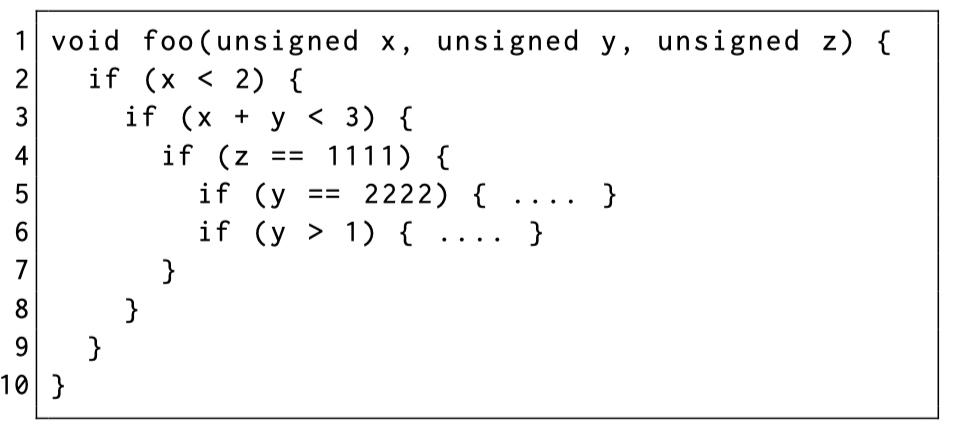 1 void foo(unsigned x, unsigned y, unsigned z) {
2   if (x < 2) {
3     if (x + y < 3) {
4       if (z == 1111) {
5         if (y == 2222) { .... }
6         if (y > 1) { .... }
7       }
8     }
9   }
10 }